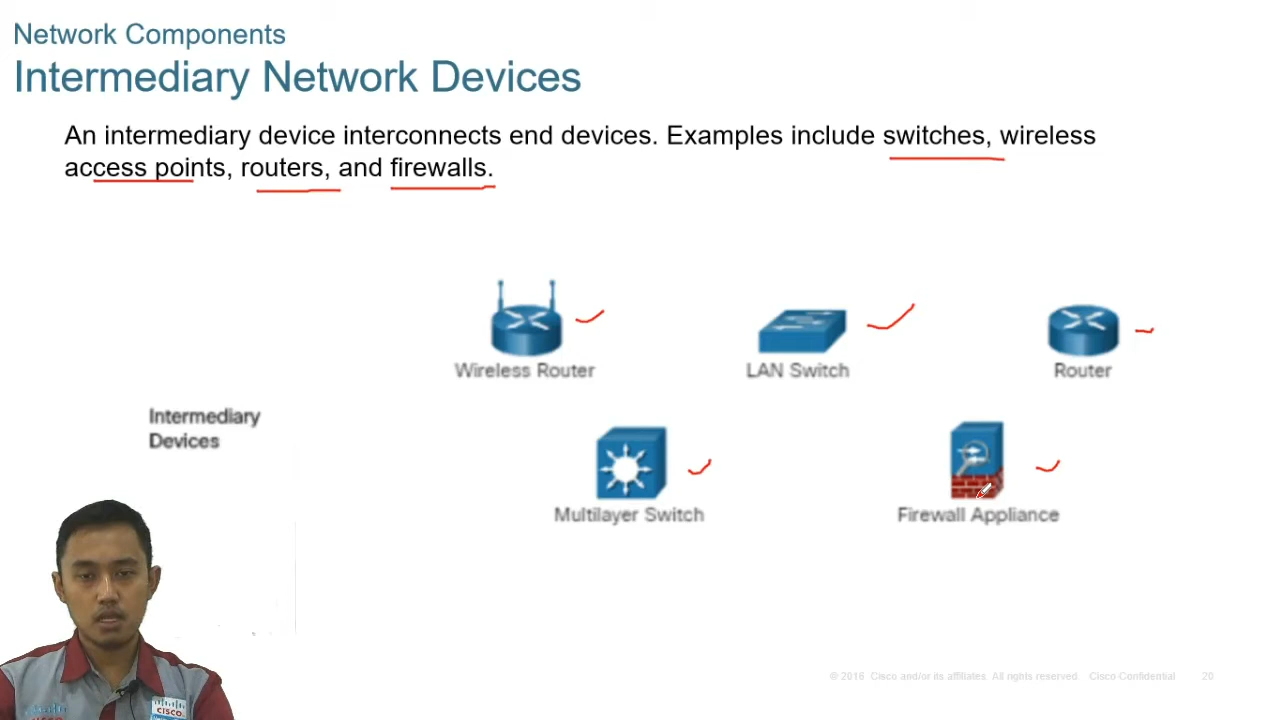 Network Components
Intermediary Network Devices
An intermediary device interconnects end devices. Examples include switches, wireless
access points, routers, and firewalls.
Wireless Router
LAN Switch
Router
Intermediary
Devices
Multilayer Switch
Firewall Appliance
CISCO
CISCO
© 2016 Cisco and/or its affiliates. All rights reserved. Cisco Confidential 20